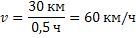 v = 30 км / 0,5 ч = 60 км/ч